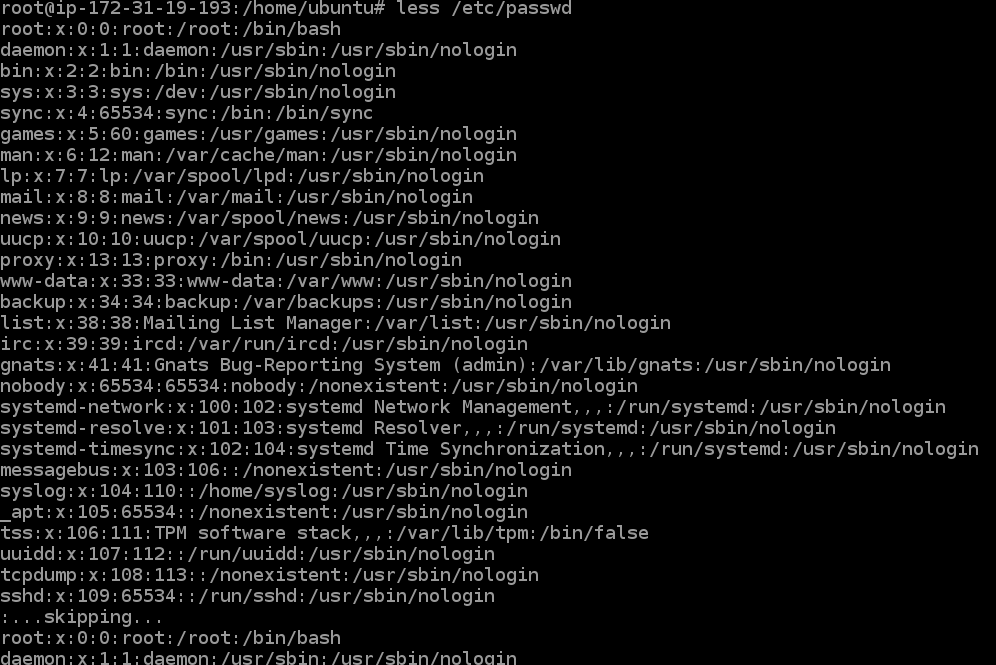 root@ip-172-31-19-193:/home/ubuntu# less /etc/passwd
root:x:0:0:root:/root:/bin/bash
daemon:x:1:1:daemon:/usr/sbin:/usr/sbin/nologin
bin:x:2:2:bin:/bin:/usr/sbin/nologin
sys:x:3:3:sys:/dev:/usr/sbin/nologin
sync:x:4:65534:sync:/bin:/bin/sync
games:x:5:60:games:/usr/games:/usr/sbin/nologin
man:x:6:12:man:/var/cache/man:/usr/sbin/nologin
lp:x:7:7:lp:/var/spool/lpd:/usr/sbin/nologin
mail:x:8:8:mail:/var/mail:/usr/sbin/nologin
news:x:9:9:news:/var/spool/news:/usr/sbin/nologin
uucp:x:10:10:uucp:/var/spool/uucp:/usr/sbin/nologin
proxy:x:13:13:proxy:/bin:/usr/sbin/nologin
www-data:x:33:33:www-data:/var/www:/usr/sbin/nologin
backup:x:34:34:backup:/var/backups:/usr/sbin/nologin
list:x:38:38:Mailing List Manager:/var/list:/usr/sbin/nologin
irc:x:39:39:ircd:/var/run/ircd:/usr/sbin/nologin
gnats:x:41:41:Gnats Bug-Reporting System (admin):/var/lib/gnats:/usr/sbin/nologin
nobody:x:65534:65534:nobody:/nonexistent:/usr/sbin/nologin
systemd-network:x:100:102:systemd Network Management,,,:/run/systemd:/usr/sbin/nologin
systemd-resolve:x:101:103:systemd Resolver,,,:/run/systemd:/usr/sbin/nologin
systemd-timesync:x:102:104:systemd Time Synchronization,,,:/run/systemd:/usr/sbin/nologin
messagebus:x:103:106::/nonexistent:/usr/sbin/nologin
syslog:x:104:110::/home/syslog:/usr/sbin/nologin
_apt:x:105:65534::/nonexistent:/usr/sbin/nologin
tss:x:106:111:TPM software stack,,,:/var/lib/tpm:/bin/false
uuidd:x:107:112::/run/uuidd:/usr/sbin/nologin
tcpdump:x:108:113::/nonexistent:/usr/sbin/nologin
sshd:x:109:65534::/run/sshd:/usr/sbin/nologin
:...skipping...
root:x:0:0:root:/root:/bin/bash
daemon:x:1:1:daemon:/usr/sbin:/usr/sbin/nologin